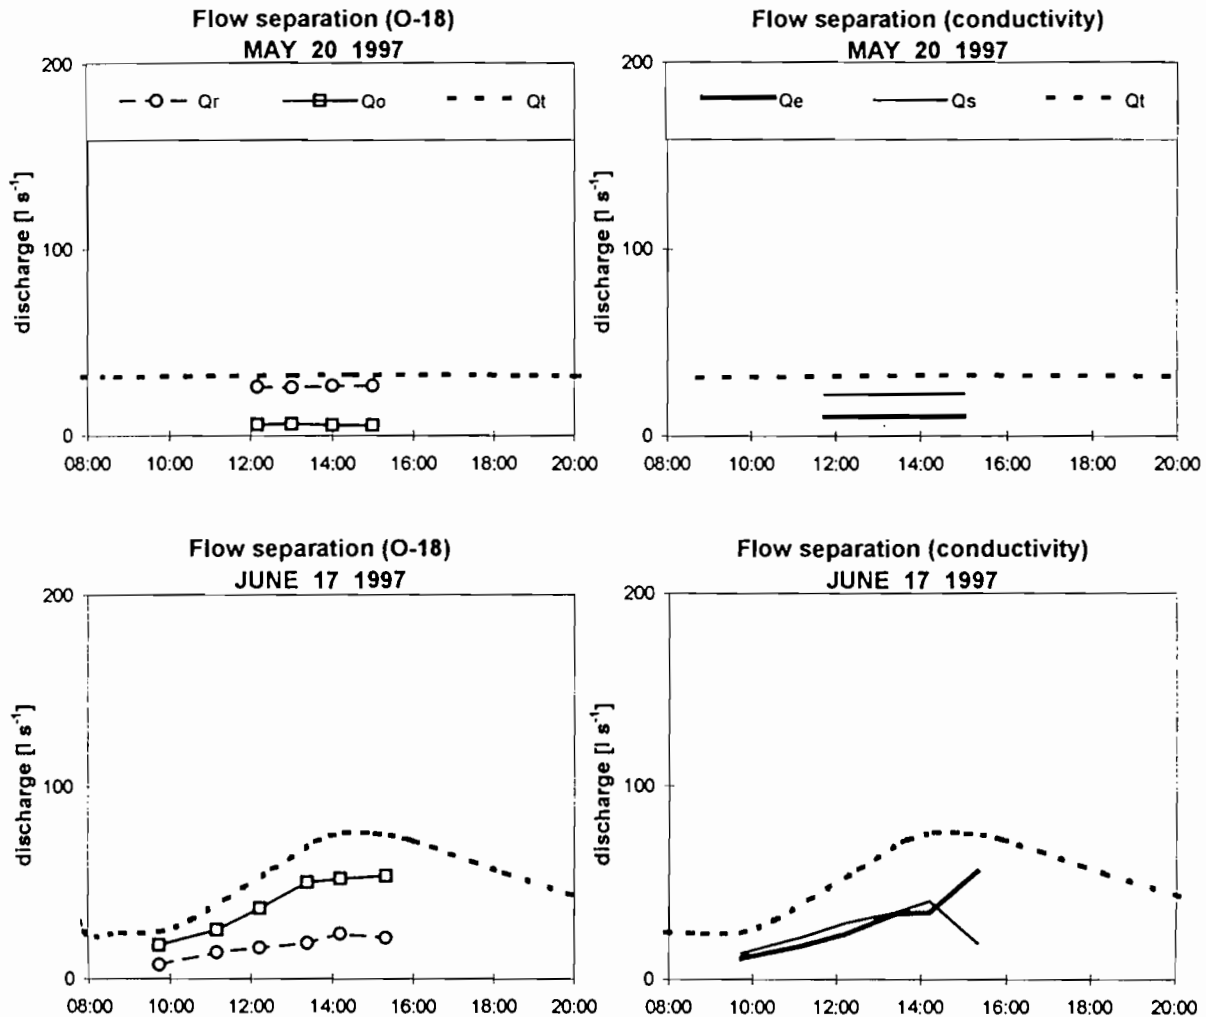 Flow separation (O-18)
MAY 20 1997
200
Qr
Qo
Qt
discharge [l s⁻¹]
100
0
08:00 10:00 12:00 14:00 16:00 18:00 20:00
Flow separation (conductivity)
MAY 20 1997
200
Qe
Qs
Qt
discharge [l s⁻¹]
100
0
08:00 10:00 12:00 14:00 16:00 18:00 20:00
Flow separation (O-18)
JUNE 17 1997
200
discharge [l s⁻¹]
100
0
08:00 10:00 12:00 14:00 16:00 18:00 20:00
Flow separation (conductivity)
JUNE 17 1997
200
discharge [l s⁻¹]
100
0
08:00 10:00 12:00 14:00 16:00 18:00 20:00